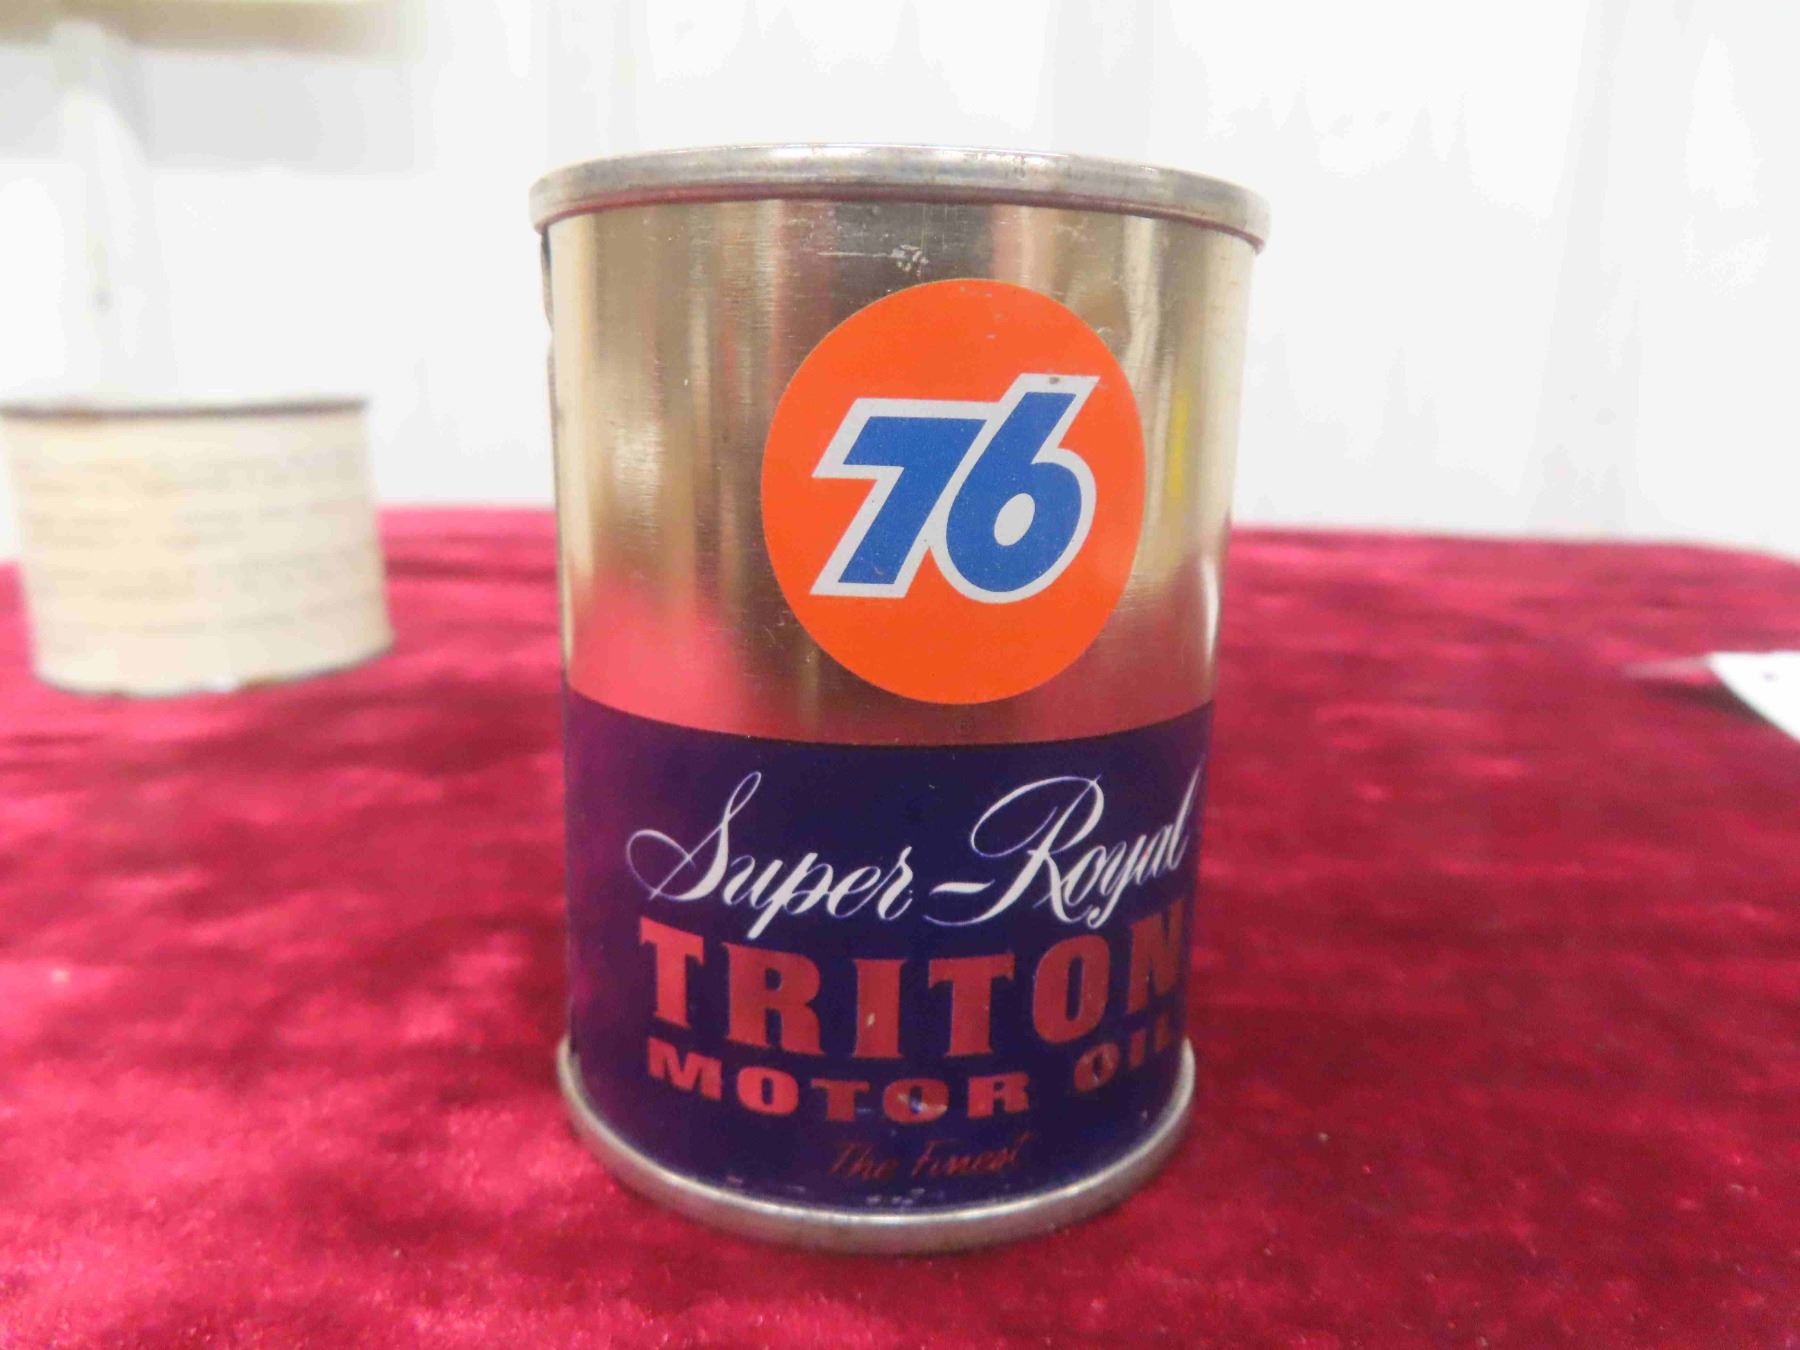 76
Super-Royal
TRITON
MOTOR OIL
The Finest